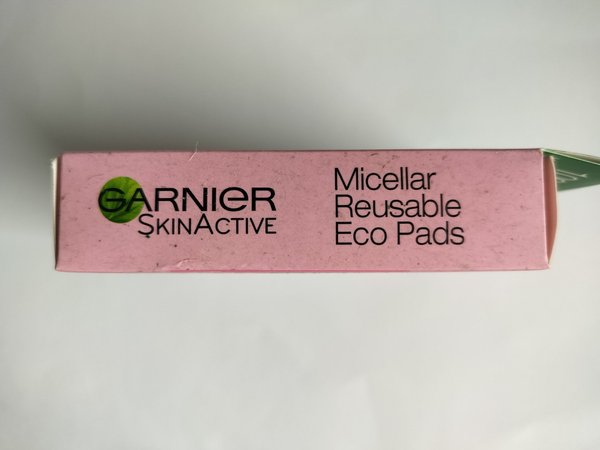 GARNIER
SKINACTIVE
Micellar
Reusable
Eco Pads